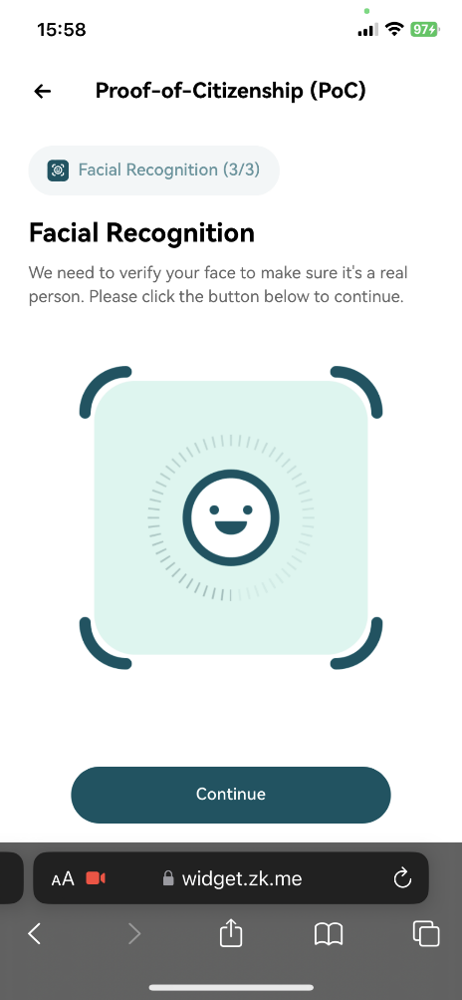 15:58
97
Proof-of-Citizenship (PoC)
Facial Recognition (3/3)
Facial Recognition
We need to verify your face to make sure it's a real
person. Please click the button below to continue.
Continue
AA
widget.zk.me